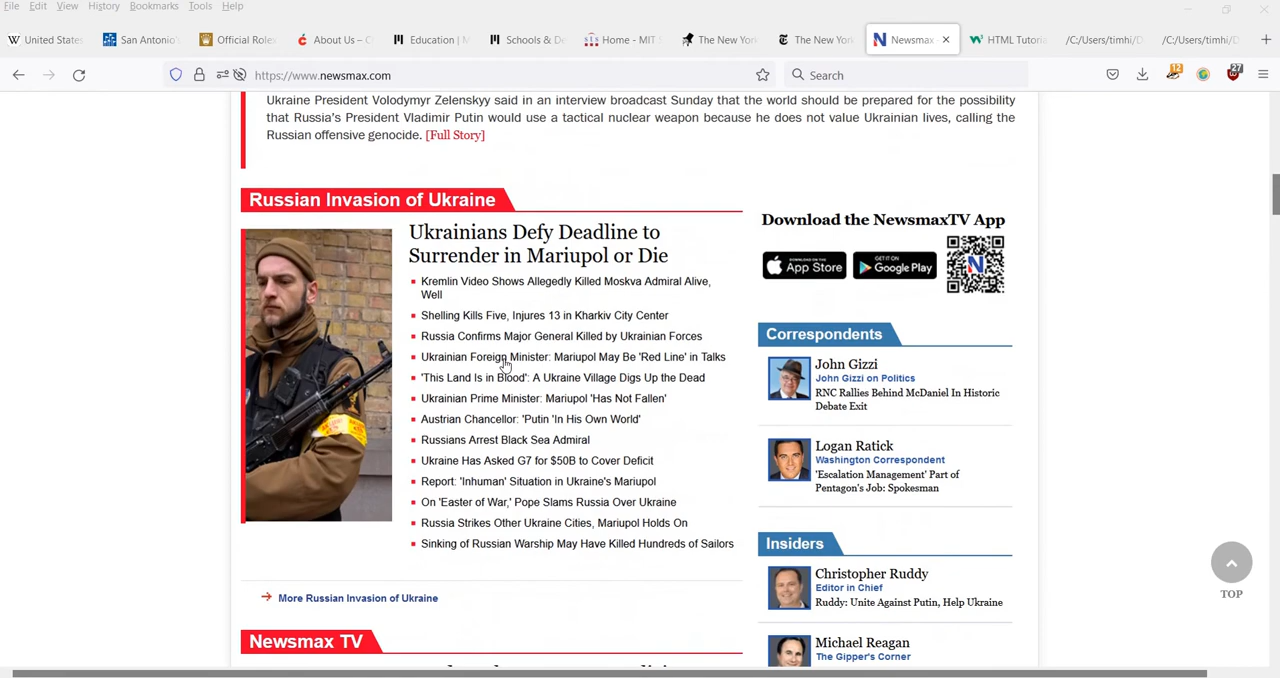 File Edit View History Bookmarks Tools Help
United State
San Antonio'
Official Role
About Us – C
Education | M
Schools & De
Home - MIT S
The New Yor
The New York
Newsmax
HTML Tutoria
/C:/Users/timhi/D
/C:/Users/timhi/D
https://www.newsmax.com
Search
12
27
Ukraine President Volodymyr Zelenskyy said in an interview broadcast Sunday that the world should be prepared for the possibility
that Russia's President Vladimir Putin would use a tactical nuclear weapon because he does not value Ukrainian lives, calling the
Russian offensive genocide. [Full Story]
Russian Invasion of Ukraine
Ukrainians Defy Deadline to
Surrender in Mariupol or Die
Kremlin Video Shows Allegedly Killed Moskva Admiral Alive,
Well
Shelling Kills Five, Injures 13 in Kharkiv City Center
Russia Confirms Major General Killed by Ukrainian Forces
Ukrainian Foreign Minister: Mariupol May Be 'Red Line' in Talks
'This Land Is in Blood': A Ukraine Village Digs Up the Dead
Ukrainian Prime Minister: Mariupol 'Has Not Fallen'
Austrian Chancellor: 'Putin 'In His Own World'
Russians Arrest Black Sea Admiral
Ukraine Has Asked G7 for $50B to Cover Deficit
Report: 'Inhuman' Situation in Ukraine's Mariupol
On 'Easter of War,' Pope Slams Russia Over Ukraine
Russia Strikes Other Ukraine Cities, Mariupol Holds On
Sinking of Russian Warship May Have Killed Hundreds of Sailors
More Russian Invasion of Ukraine
Newsmax TV
Download the NewsmaxTV App
Download on the
App Store
GET IT ON
Google Play
Correspondents
John Gizzi
John Gizzi on Politics
RNC Rallies Behind McDaniel In Historic
Debate Exit
Logan Ratick
Washington Correspondent
'Escalation Management' Part of
Pentagon's Job: Spokesman
Insiders
Christopher Ruddy
Editor in Chief
Ruddy: Unite Against Putin, Help Ukraine
Michael Reagan
The Gipper's Corner
TOP